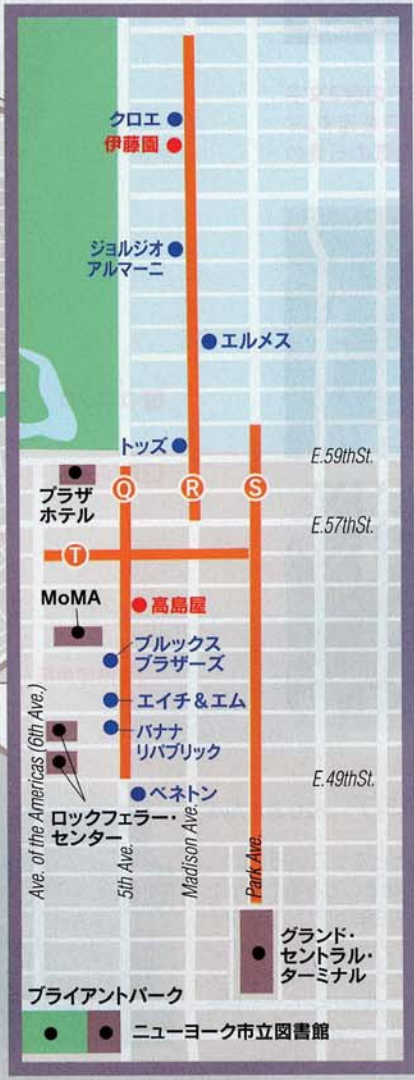 クロエ
伊藤園
ジョルジオ
アルマーニ
エルメス
トッズ
E.59thSt.
プラザ
ホテル
Q
R
S
E.57thSt.
T
MoMA
高島屋
ブルックス
ブラザーズ
エイチ&エム
バナナ
リパブリック
E.49thSt.
ベネトン
ロックフェラー・
センター
Ave. of the Americas (6th Ave.)
5th Ave.
Madison Ave.
Park Ave.
グランド・
セントラル・
ターミナル
ブライアントパーク
ニューヨーク市立図書館